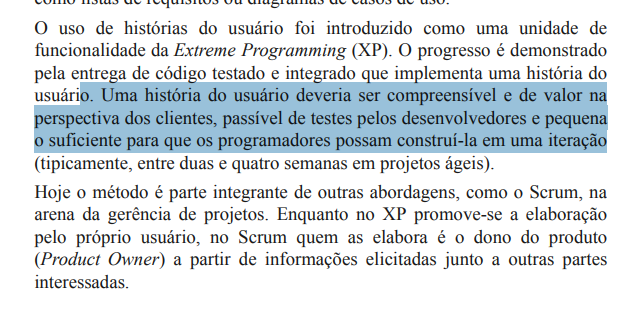 como listas de requisitos ou diagramas de casos de uso.
O uso de histórias do usuário foi introduzido como uma unidade de
funcionalidade da Extreme Programming (XP). O progresso é demonstrado
pela entrega de código testado e integrado que implementa uma história do
usuário. Uma história do usuário deveria ser compreensível e de valor na
perspectiva dos clientes, passível de testes pelos desenvolvedores e pequena
o suficiente para que os programadores possam construí-la em uma iteração
(tipicamente, entre duas e quatro semanas em projetos ágeis).
Hoje o método é parte integrante de outras abordagens, como o Scrum, na
arena da gerência de projetos. Enquanto no XP promove-se a elaboração
pelo próprio usuário, no Scrum quem as elabora é o dono do produto
(Product Owner) a partir de informações elicitadas junto a outras partes
interessadas.